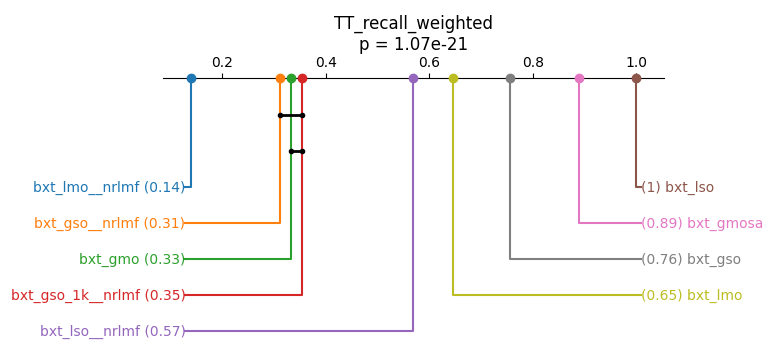 TT_recall_weighted
p = 1.07e-21
0.2 0.4 0.6 0.8 1.0
bxt_lmo__nrlmf (0.14) (1) bxt_lso
bxt_gso__nrlmf (0.31) (0.89) bxt_gmosa
bxt_gmo (0.33) (0.76) bxt_gso
bxt_gso_1k__nrlmf (0.35) (0.65) bxt_lmo
bxt_lso__nrlmf (0.57)